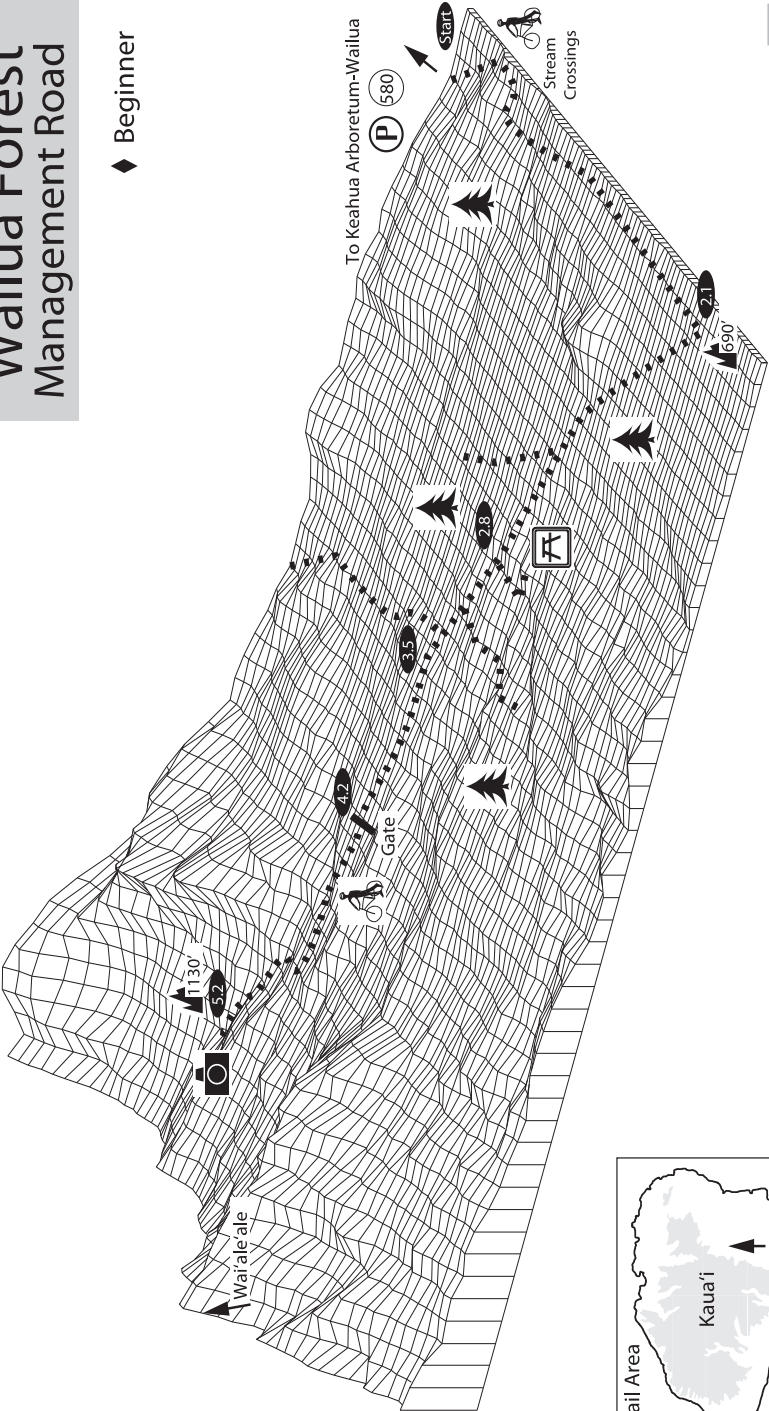 Wailua Forest
Management Road
Beginner
To Keahua Arboretum-Wailua
P
580
Start
Stream
Crossings
2.1
690'
2.8
3.5
4.2
Gate
1130'
5.2
Wai'ale'ale
Kaua'i
Area